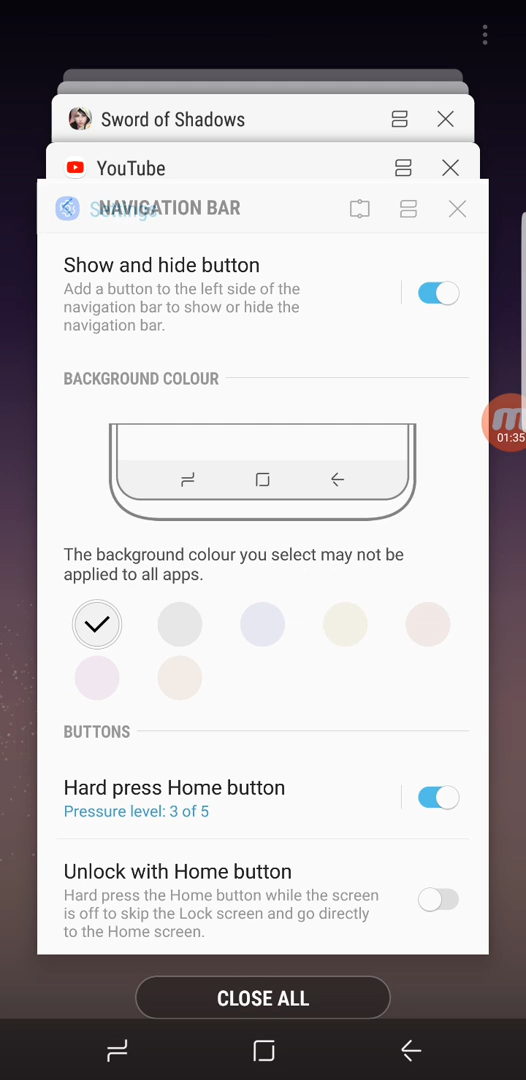 Sword of Shadows
YouTube
Settings
NAVIGATION BAR
Show and hide button
Add a button to the left side of the
navigation bar to show or hide the
navigation bar.
BACKGROUND COLOUR
01:35
The background colour you select may not be
applied to all apps.
BUTTONS
Hard press Home button
Pressure level: 3 of 5
Unlock with Home button
Hard press the Home button while the screen
is off to skip the Lock screen and go directly
to the Home screen.
CLOSE ALL